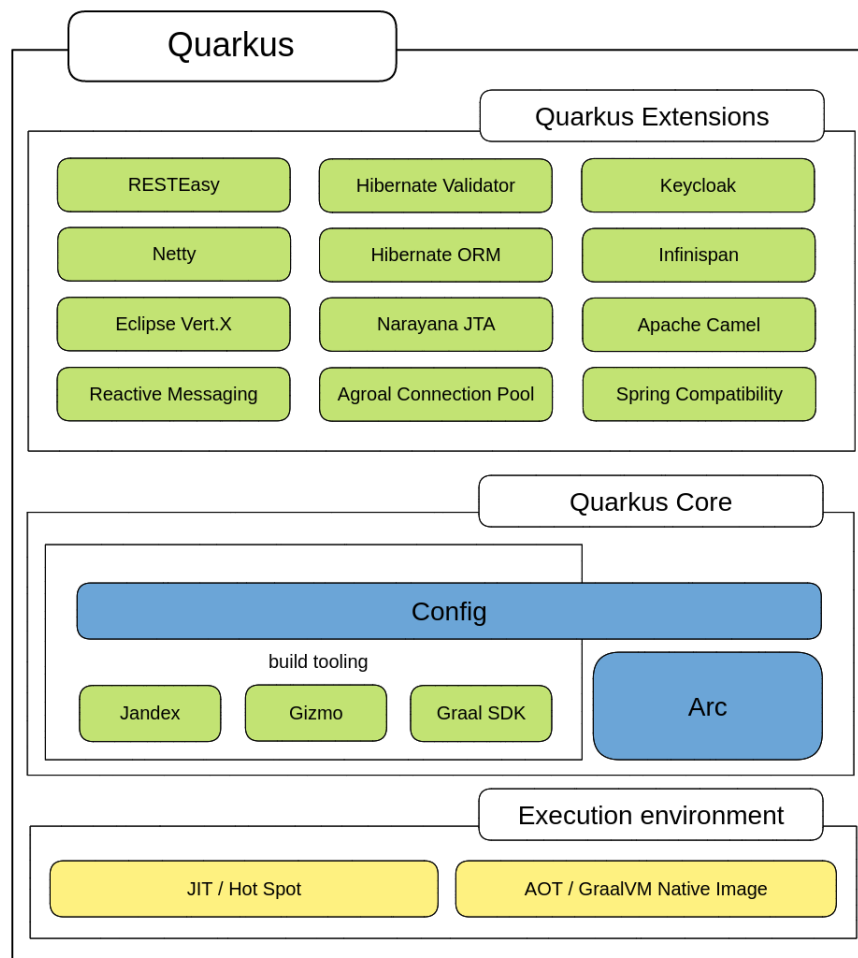 Quarkus
Quarkus Extensions
RESTEasy
Hibernate Validator
Keycloak
Netty
Hibernate ORM
Infinispan
Eclipse Vert.X
Narayana JTA
Apache Camel
Reactive Messaging
Agroal Connection Pool
Spring Compatibility
Quarkus Core
Config
build tooling
Jandex
Gizmo
Graal SDK
Arc
Execution environment
JIT / Hot Spot
AOT / GraalVM Native Image